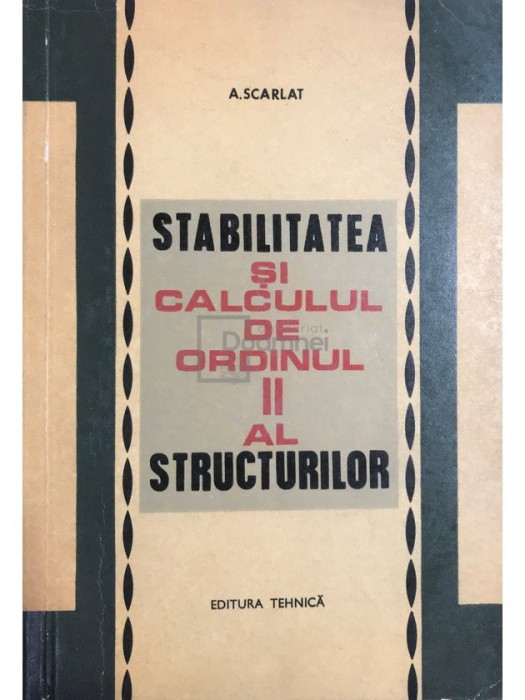 A.SCARLAT
STABILITATEA
ȘI
CALCULUL
DE
ORDINUL
II
AL
STRUCTURILOR
EDITURA TEHNICĂ